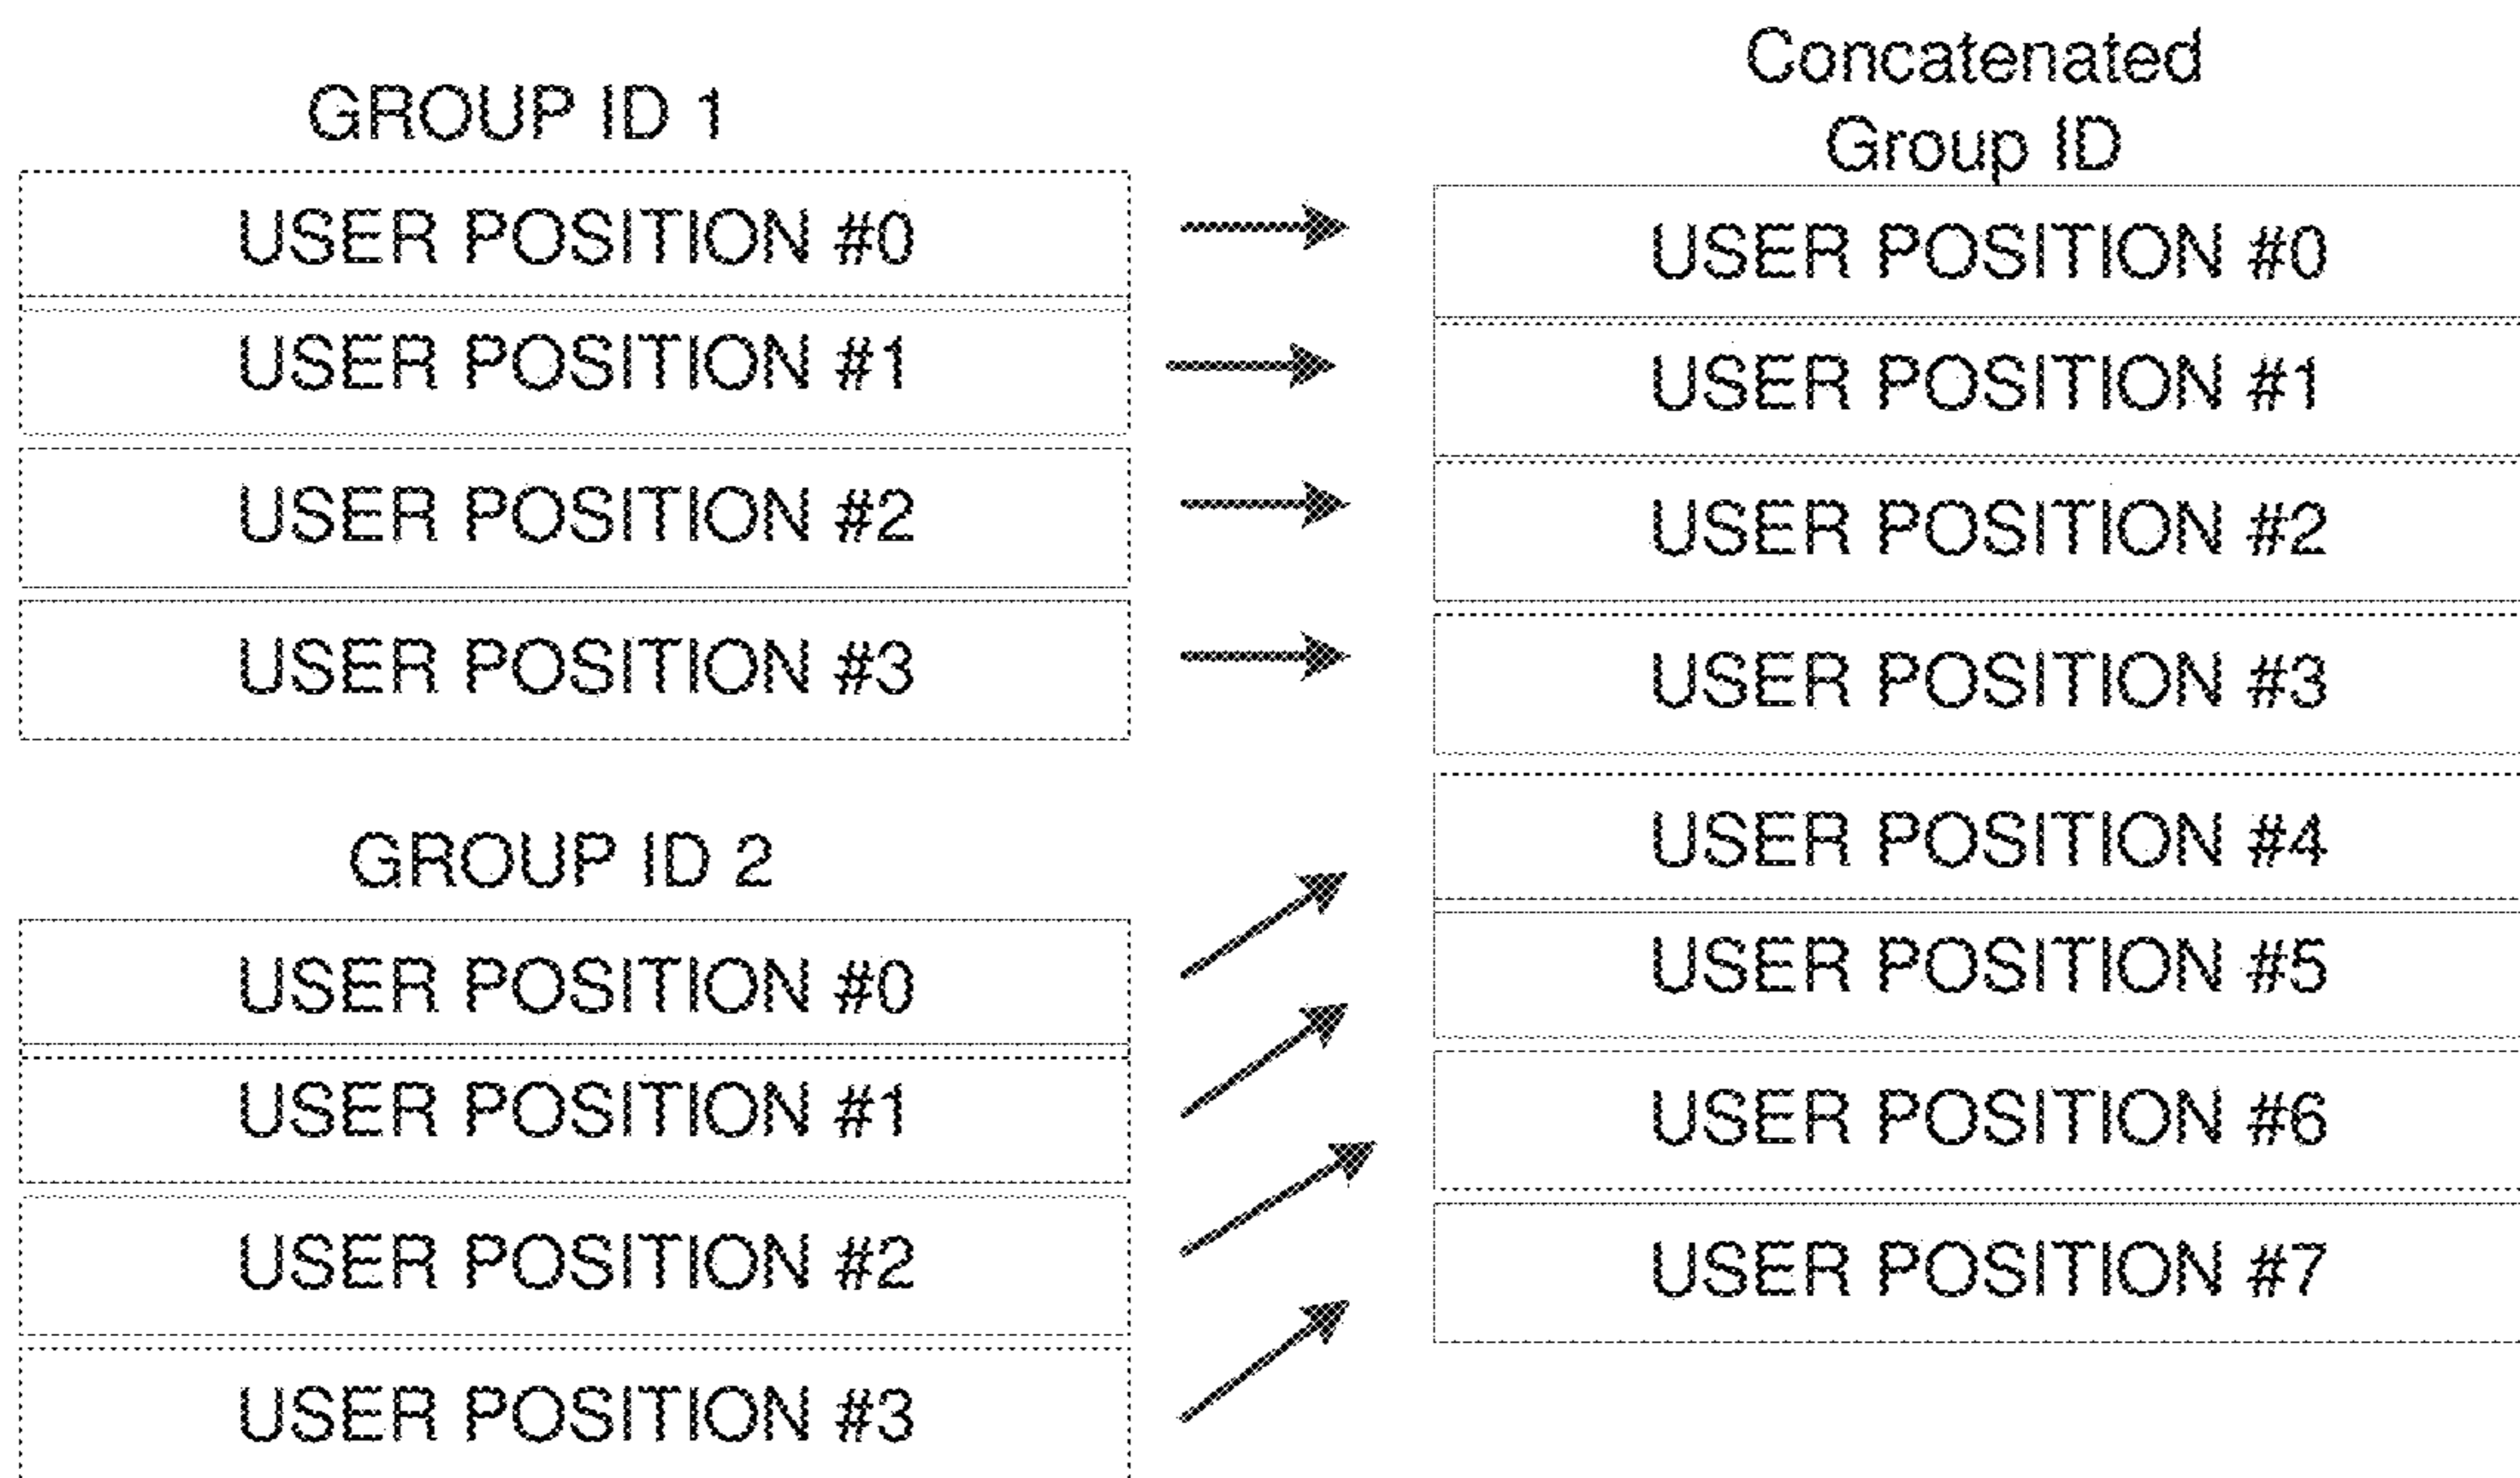 GROUP ID 1
USER POSITION #0
USER POSITION #1
USER POSITION #2
USER POSITION #3
GROUP ID 2
USER POSITION #0
USER POSITION #1
USER POSITION #2
USER POSITION #3
Concatenated
Group ID
USER POSITION #0
USER POSITION #1
USER POSITION #2
USER POSITION #3
USER POSITION #4
USER POSITION #5
USER POSITION #6
USER POSITION #7